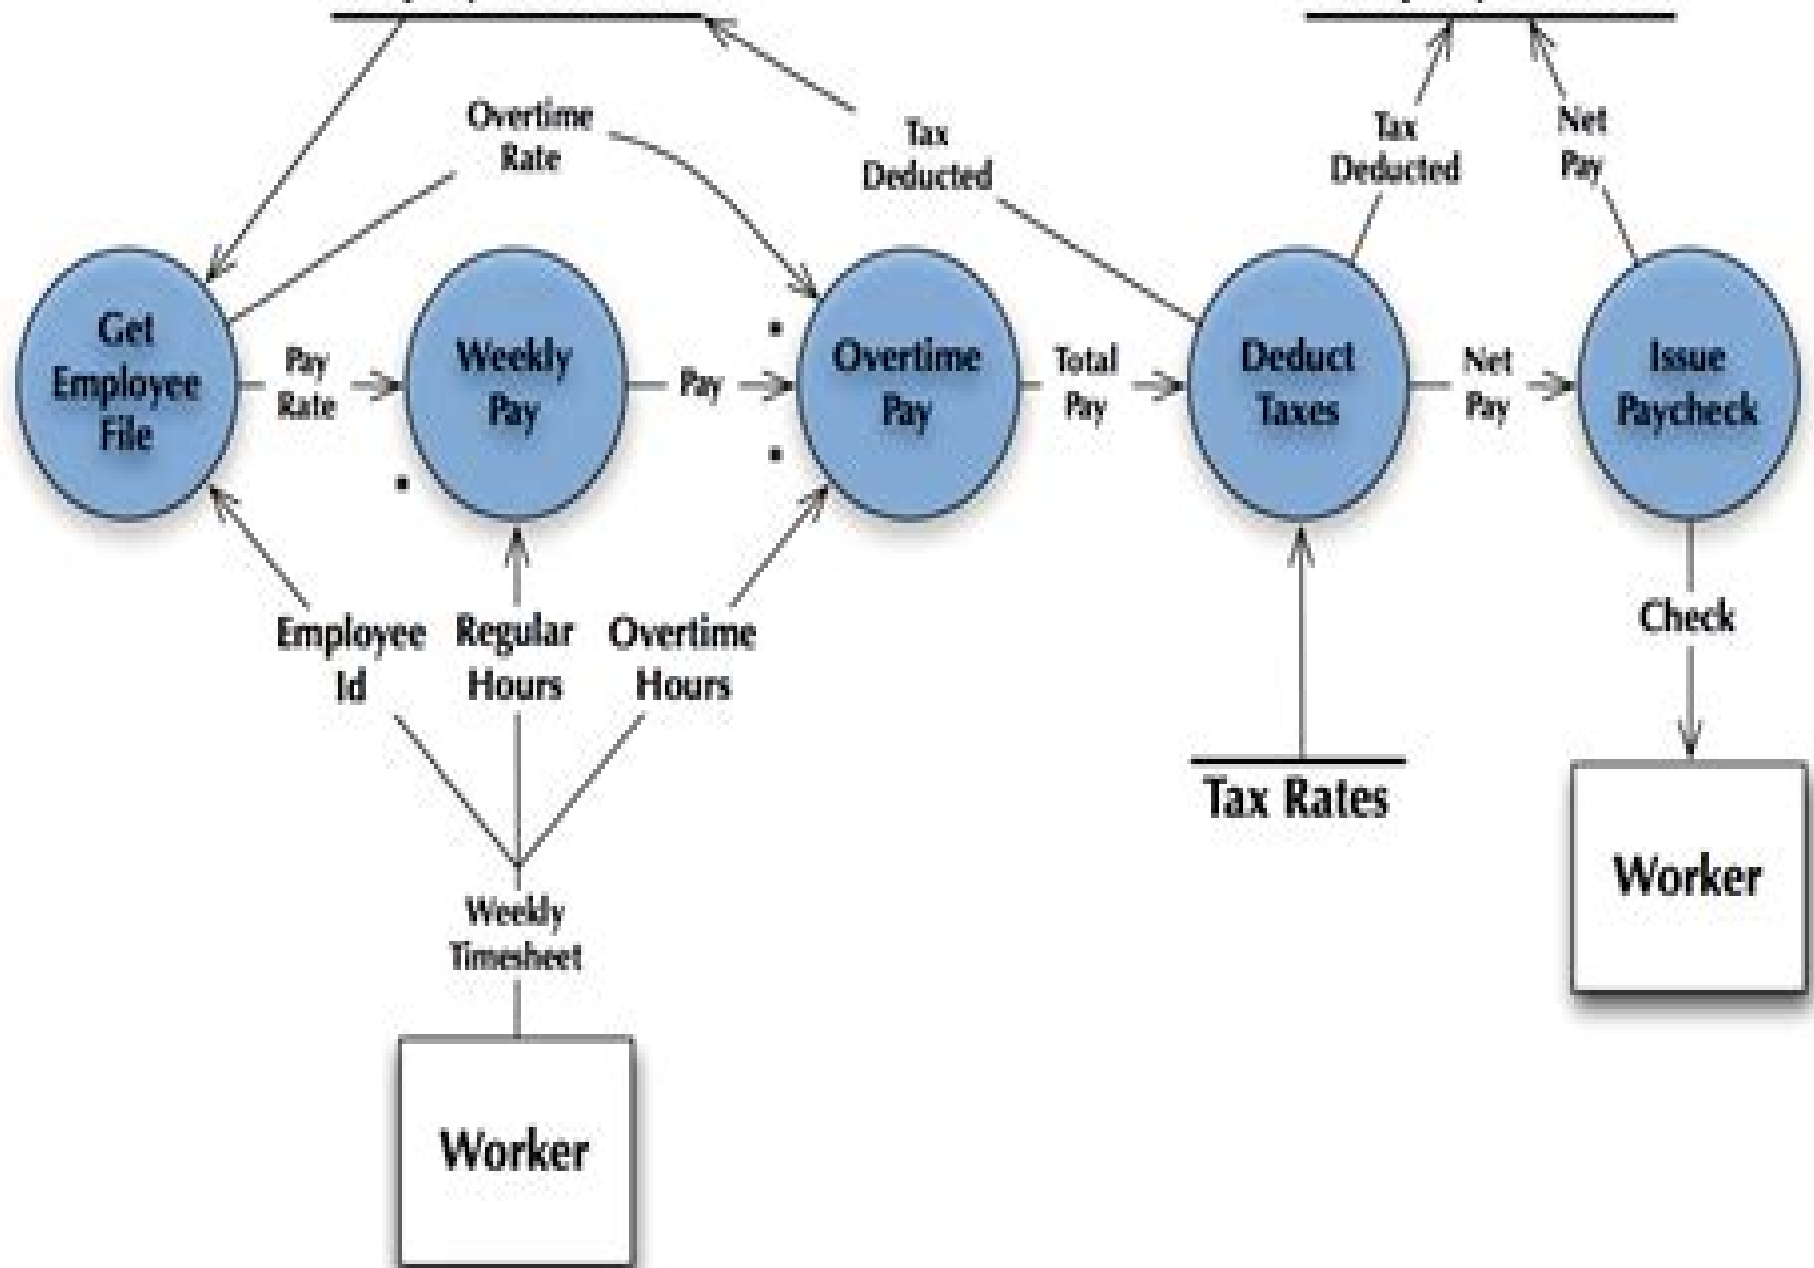 Overtime
Rate
Tax
Deducted
Tax
Deducted
Net
Pay
Get
Employee
File
Pay
Rate
Weekly
Pay
Pay
Overtime
Pay
Total
Pay
Deduct
Taxes
Net
Pay
Issue
Paycheck
Employee
Id
Regular
Hours
Overtime
Hours
Check
Tax Rates
Worker
Weekly
Timesheet
Worker